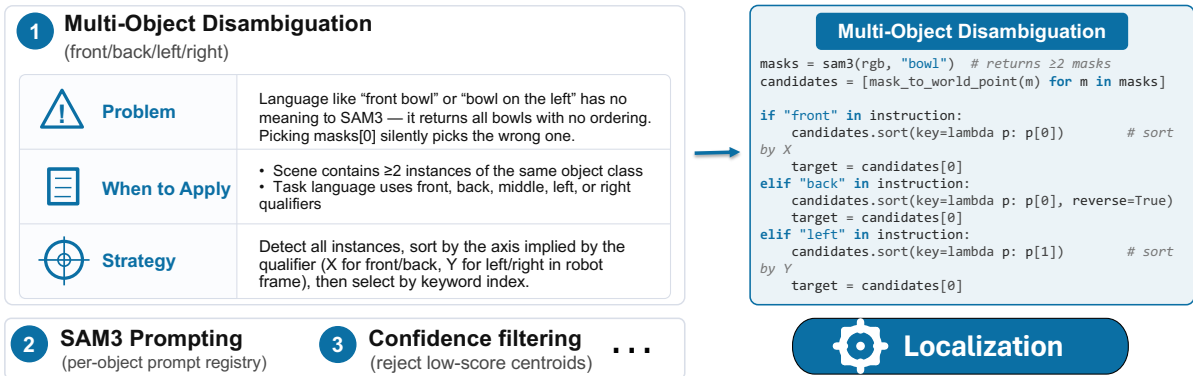 1 Multi-Object Disambiguation
(front/back/left/right)
Problem
Language like “front bowl” or “bowl on the left” has no
meaning to SAM3 — it returns all bowls with no ordering.
Picking masks[0] silently picks the wrong one.
When to Apply
• Scene contains ≥2 instances of the same object class
• Task language uses front, back, middle, left, or right
qualifiers
Strategy
Detect all instances, sort by the axis implied by the
qualifier (X for front/back, Y for left/right in robot
frame), then select by keyword index.
2 SAM3 Prompting
(per-object prompt registry)
3 Confidence filtering
(reject low-score centroids)
...
Multi-Object Disambiguation
masks = sam3(rgb, "bowl")  # returns ≥2 masks
candidates = [mask_to_world_point(m) for m in masks]
if "front" in instruction:
    candidates.sort(key=lambda p: p[0])        # sort
by X
    target = candidates[0]
elif "back" in instruction:
    candidates.sort(key=lambda p: p[0], reverse=True)
    target = candidates[0]
elif "left" in instruction:
    candidates.sort(key=lambda p: p[1])        # sort
by Y
    target = candidates[0]
Localization